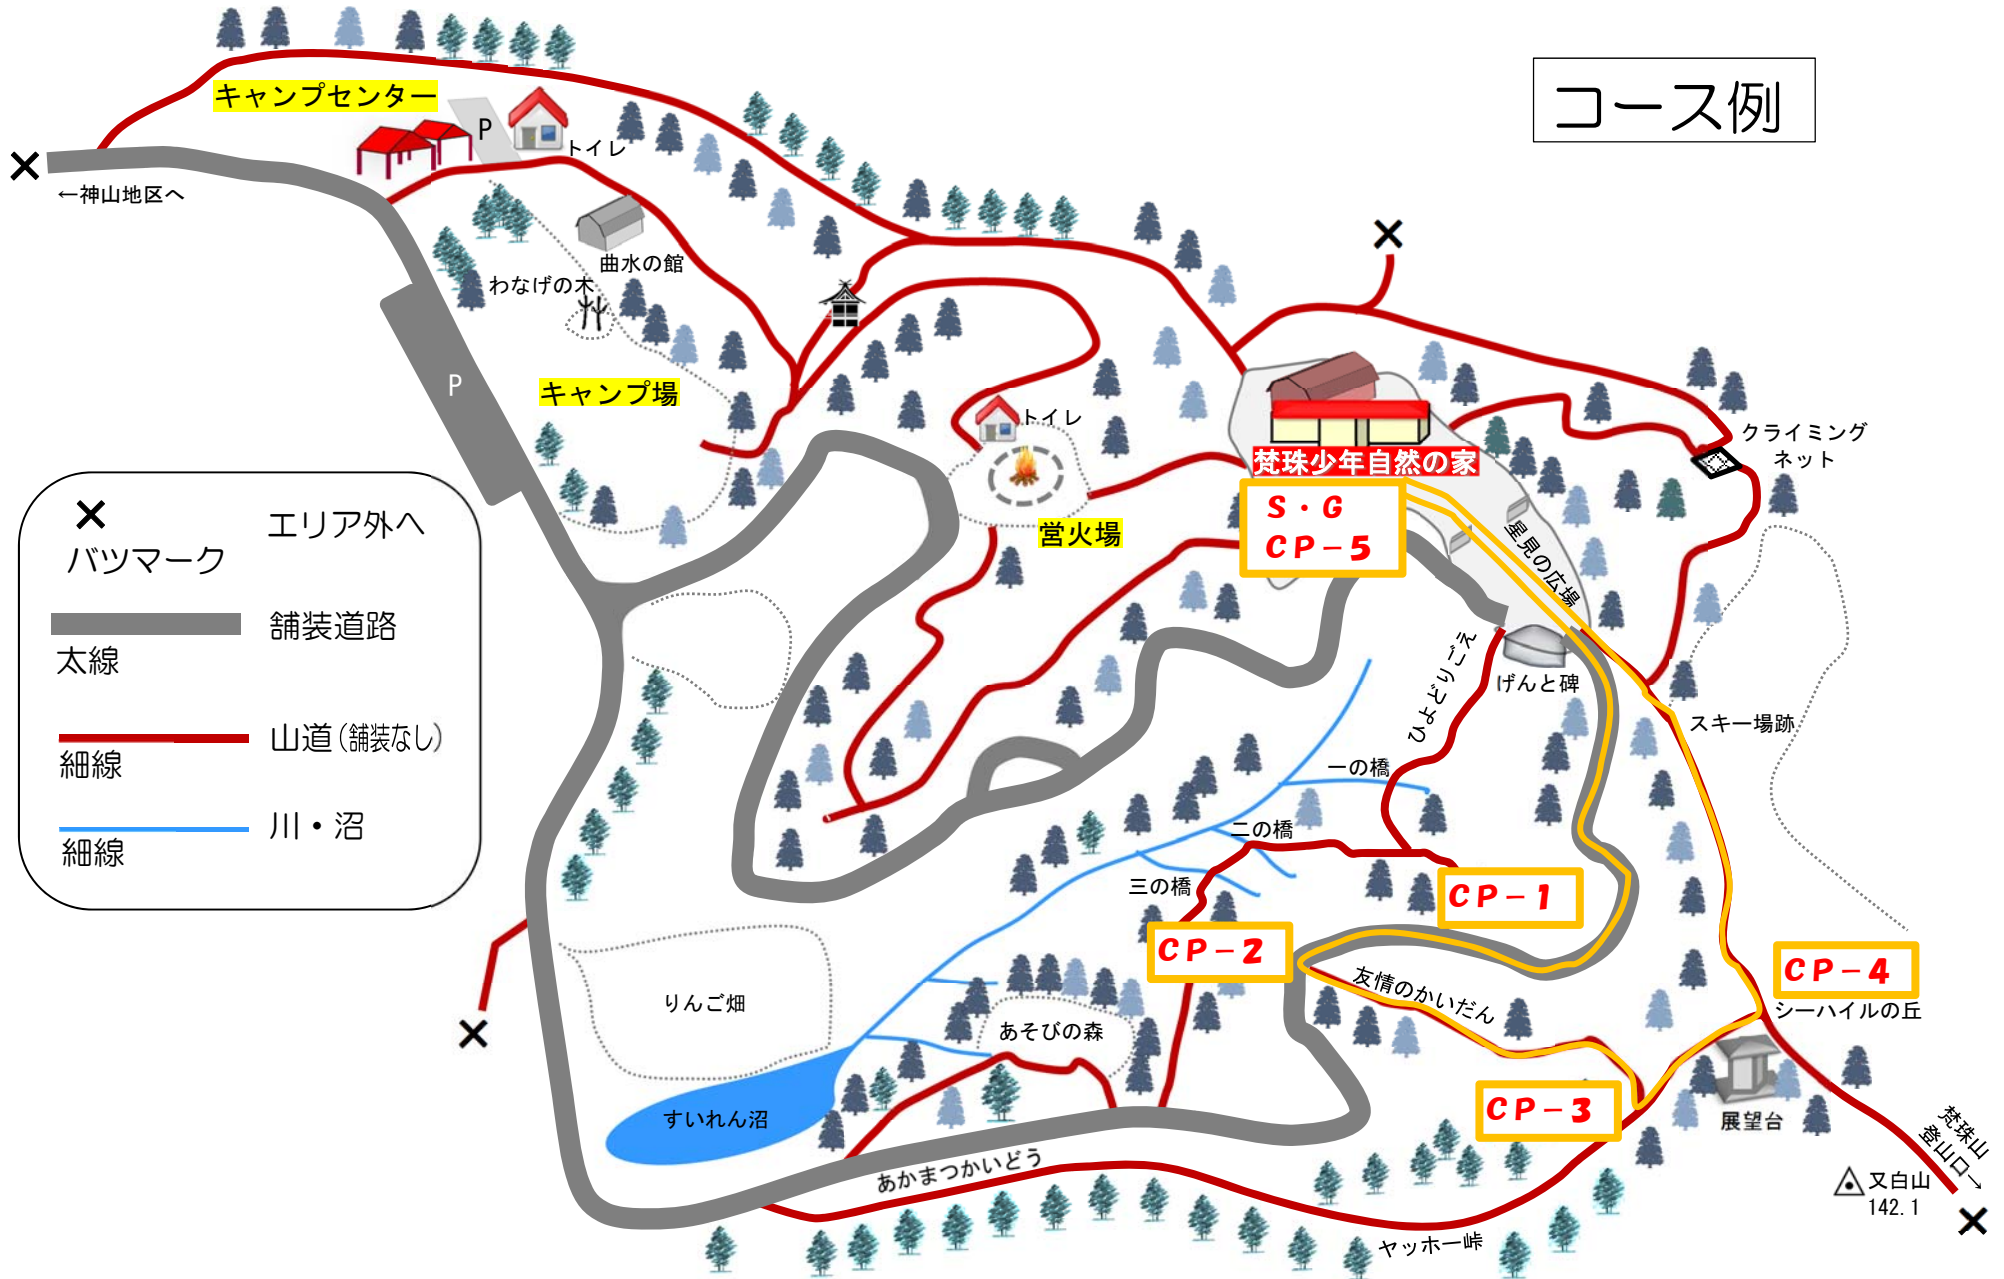 コース例
キャンプセンター
P
トイレ
←神山地区へ
曲水の館
わなげの木
P
キャンプ場
トイレ
営火場
梵珠少年自然の家
S・G
CP-5
クライミング
ネット
星見の広場
げんと碑
ひよどりごえ
スキー場跡
一の橋
二の橋
三の橋
CP-1
CP-2
友情のかいだん
CP-4
シーハイルの丘
CP-3
展望台
りんご畑
あそびの森
すいれん沼
あかまつかいどう
ヤッホー峠
梵珠山
登山口→
又白山
142.1
バツマーク
エリア外へ
太線
舗装道路
細線
山道(舗装なし)
細線
川・沼